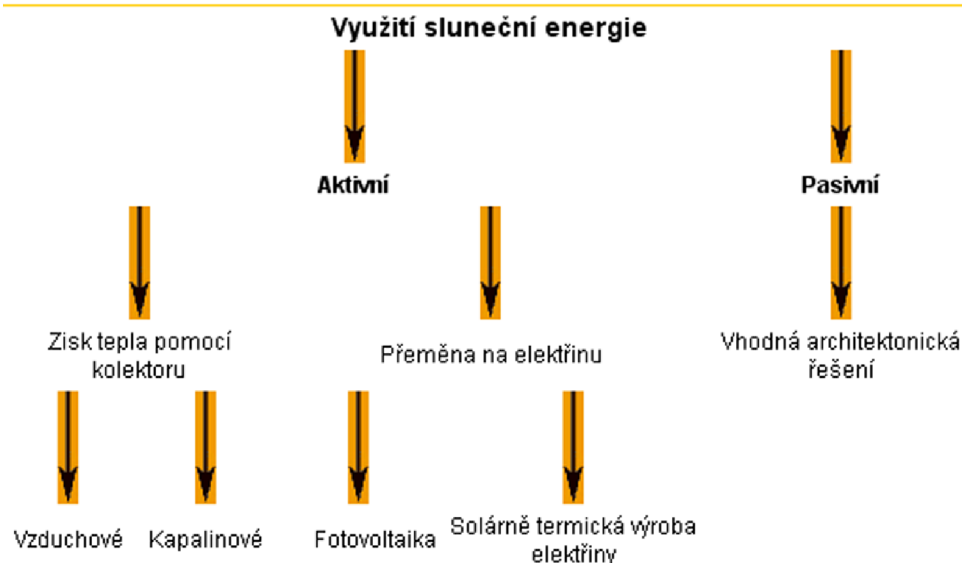 Využití sluneční energie
Aktivní
Pasivní
Zisk tepla pomocí
kolektoru
Přeměna na elektřinu
Vhodná architektonická
řešení
Vzduchové
Kapalinové
Fotovoltaika
Solárně termická výroba
elektřiny